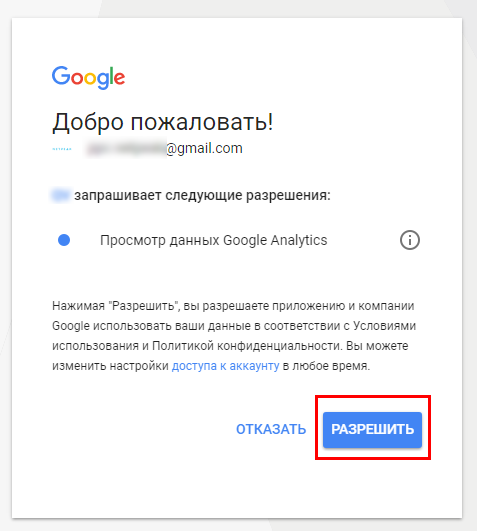 Google
Добро пожаловать!
@gmail.com
запрашивает следующие разрешения:
Просмотр данных Google Analytics
Нажимая "Разрешить", вы разрешаете приложению и компании
Google использовать ваши данные в соответствии с Условиями
использования и Политикой конфиденциальности. Вы можете
изменить настройки доступа к аккаунту в любое время.
ОТКАЗАТЬ РАЗРЕШИТЬ